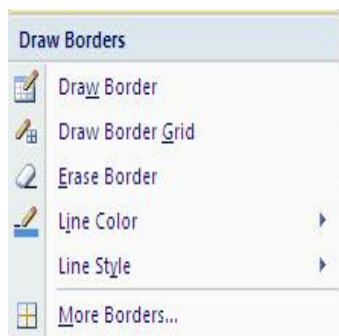 Draw Borders
Draw Border
Draw Border Grid
Erase Border
Line Color
Line Style
More Borders...